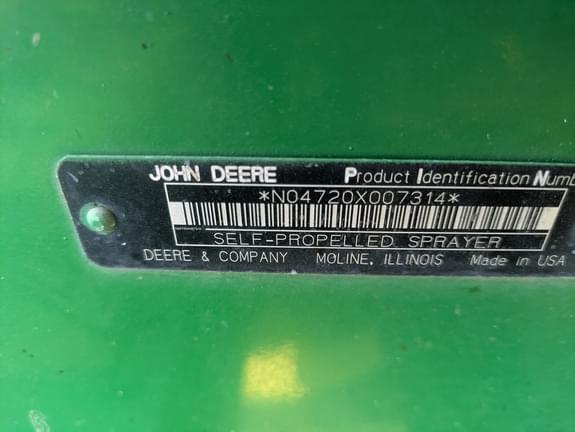 JOHN DEERE Product Identification Numb
*N04720X007314*
SELF-PROPELLED SPRAYER
DEERE & COMPANY MOLINE, ILLINOIS Made in USA